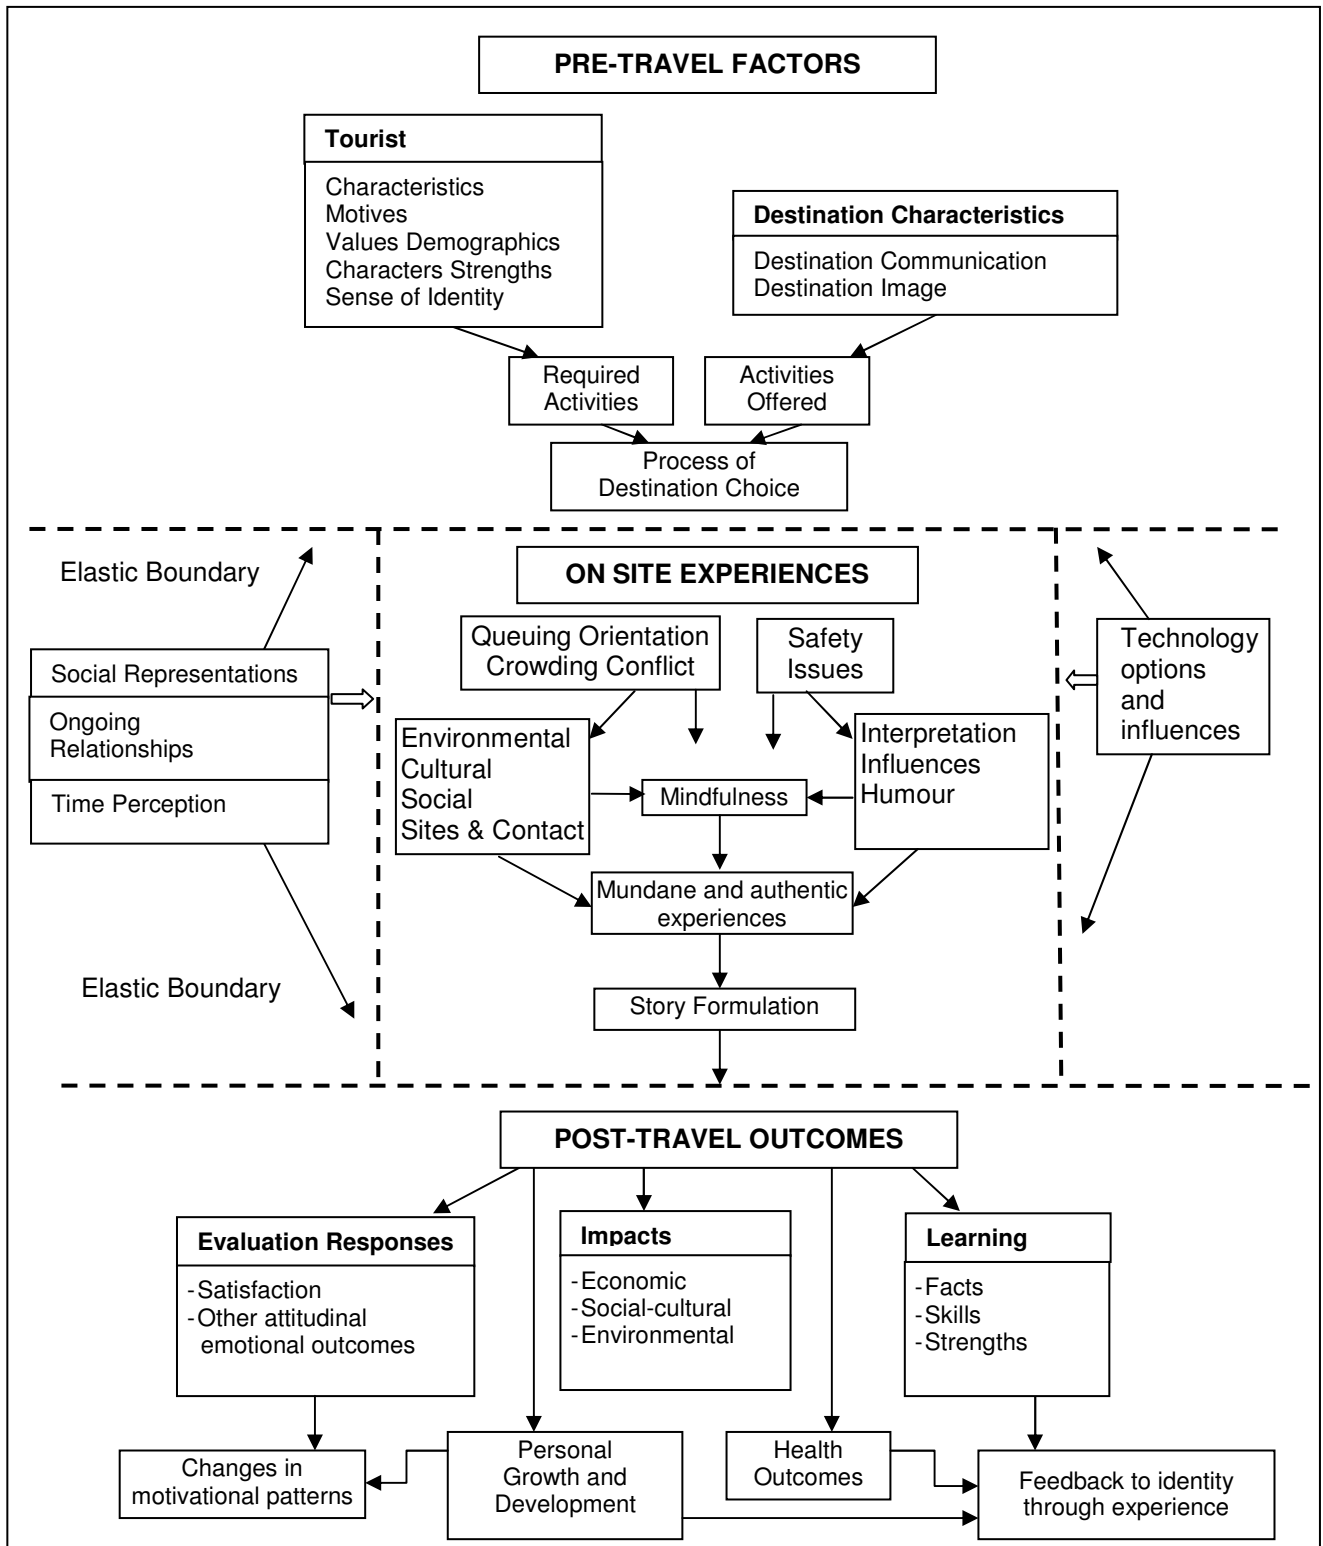 PRE-TRAVEL FACTORS
Tourist
Characteristics
Motives
Values Demographics
Characters Strengths
Sense of Identity
Destination Characteristics
Destination Communication
Destination Image
Required
Activities
Activities
Offered
Process of
Destination Choice
Elastic Boundary
ON SITE EXPERIENCES
Queuing Orientation
Crowding Conflict
Safety
Issues
Social Representations
Ongoing
Relationships
Time Perception
Technology
options
and
influences
Environmental
Cultural
Social
Sites & Contact
Mindfulness
Interpretation
Influences
Humour
Mundane and authentic
experiences
Elastic Boundary
Story Formulation
POST-TRAVEL OUTCOMES
Evaluation Responses
-Satisfaction
-Other attitudinal
emotional outcomes
Impacts
-Economic
-Social-cultural
-Environmental
Learning
-Facts
-Skills
-Strengths
Changes in
motivational patterns
Personal
Growth and
Development
Health
Outcomes
Feedback to identity
through experience